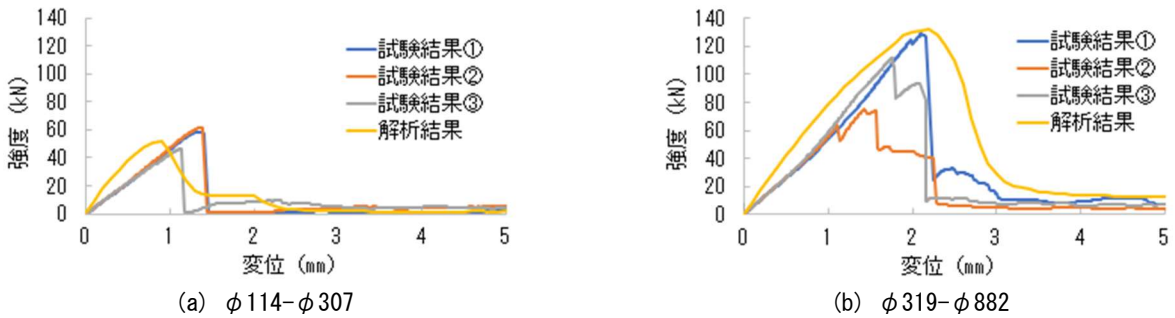 140
120
100
80
60
40
20
0
強度 (kN)
試験結果①
試験結果②
試験結果③
解析結果
0 1 2 3 4 5
変位 (㎜)
(a) φ114-φ307
140
120
100
80
60
40
20
0
強度 (kN)
試験結果①
試験結果②
試験結果③
解析結果
0 1 2 3 4 5
変位 (㎜)
(b) φ319-φ882